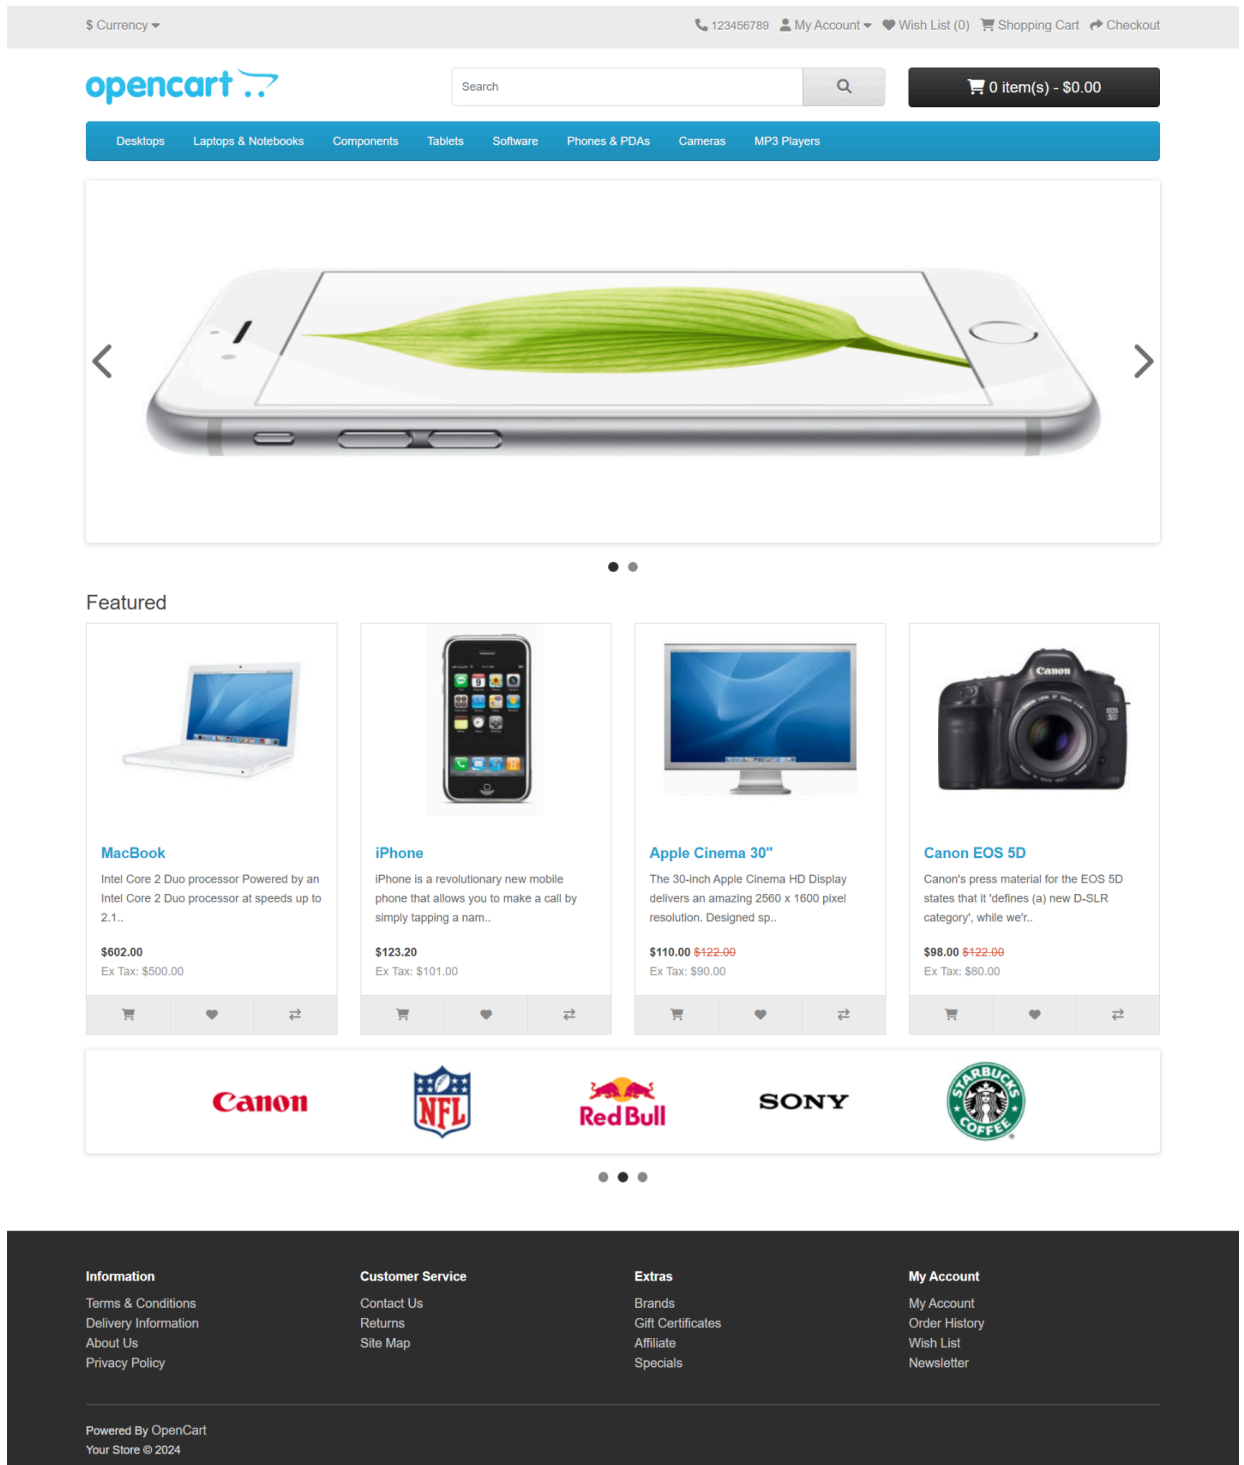 $ Currency
123456789 My Account Wish List (0) Shopping Cart Checkout
opencart
Search
0 item(s) - $0.00
Desktops Laptops & Notebooks Components Tablets Software Phones & PDAs Cameras MP3 Players
Featured
Canon
EOS
5D
MacBook
Intel Core 2 Duo processor Powered by an
Intel Core 2 Duo processor at speeds up to
2.1..
$602.00
Ex Tax: $500.00
iPhone
iPhone is a revolutionary new mobile
phone that allows you to make a call by
simply tapping a nam..
$123.20
Ex Tax: $101.00
Apple Cinema 30"
The 30-inch Apple Cinema HD Display
delivers an amazing 2560 x 1600 pixel
resolution. Designed sp..
$110.00 $122.00
Ex Tax: $90.00
Canon EOS 5D
Canon's press material for the EOS 5D
states that it 'defines (a) new D-SLR
category', while we'r..
$98.00 $122.00
Ex Tax: $80.00
Canon
NFL
Red Bull
SONY
STARBUCKS
COFFEE
Information
Terms & Conditions
Delivery Information
About Us
Privacy Policy
Customer Service
Contact Us
Returns
Site Map
Extras
Brands
Gift Certificates
Affiliate
Specials
My Account
My Account
Order History
Wish List
Newsletter
Powered By OpenCart
Your Store © 2024